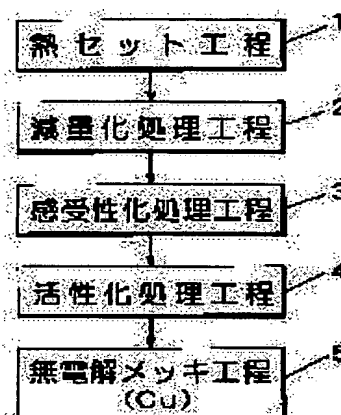 熱セット工程
1
減量化処理工程
2
感受性化処理工程
3
活性化処理工程
4
無電解メッキ工程
(Cu)
5